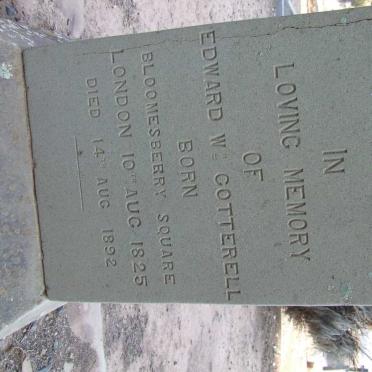 IN
LOVING MEMORY
OF
EDWARD Wᴹ COTTERELL
BORN
BLOOMESBERRY SQUARE
LONDON 10TH AUG. 1825
DIED 14TH AUG 1892